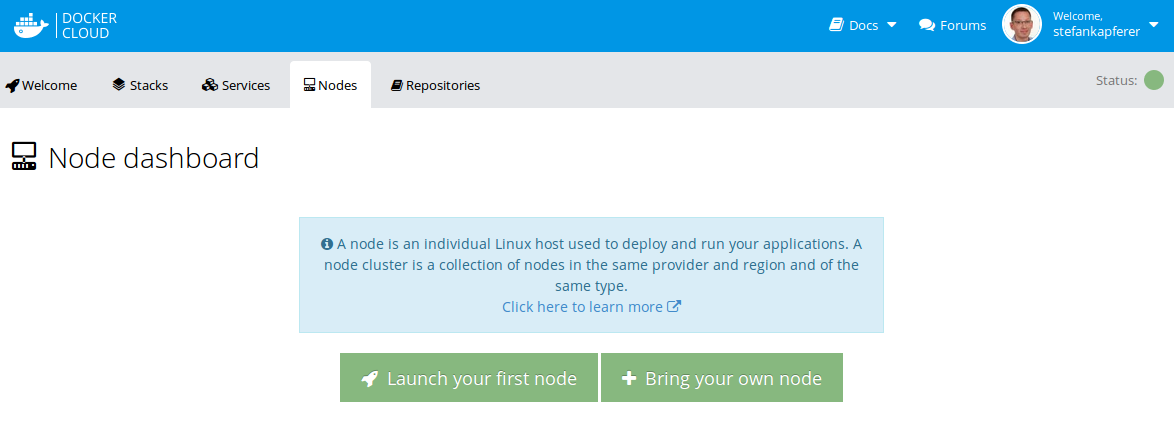 DOCKER
CLOUD
Docs
Forums
Welcome,
stefankapferer
Welcome
Stacks
Services
Nodes
Repositories
Status:
Node dashboard
A node is an individual Linux host used to deploy and run your applications. A
node cluster is a collection of nodes in the same provider and region and of the
same type.
Click here to learn more
Launch your first node
Bring your own node